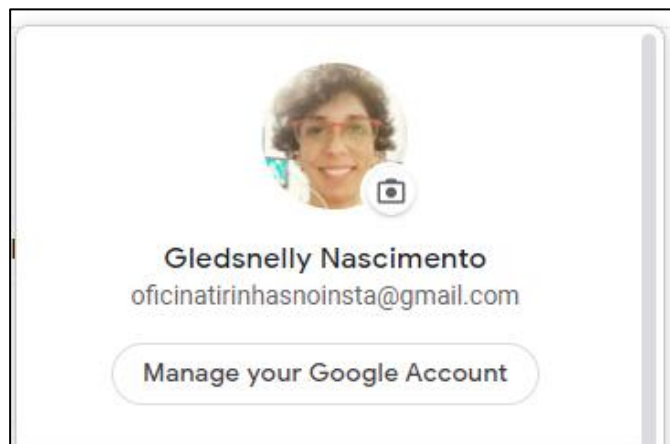 Gledsnelly Nascimento
oficinatirinhasnoinsta@gmail.com
Manage your Google Account